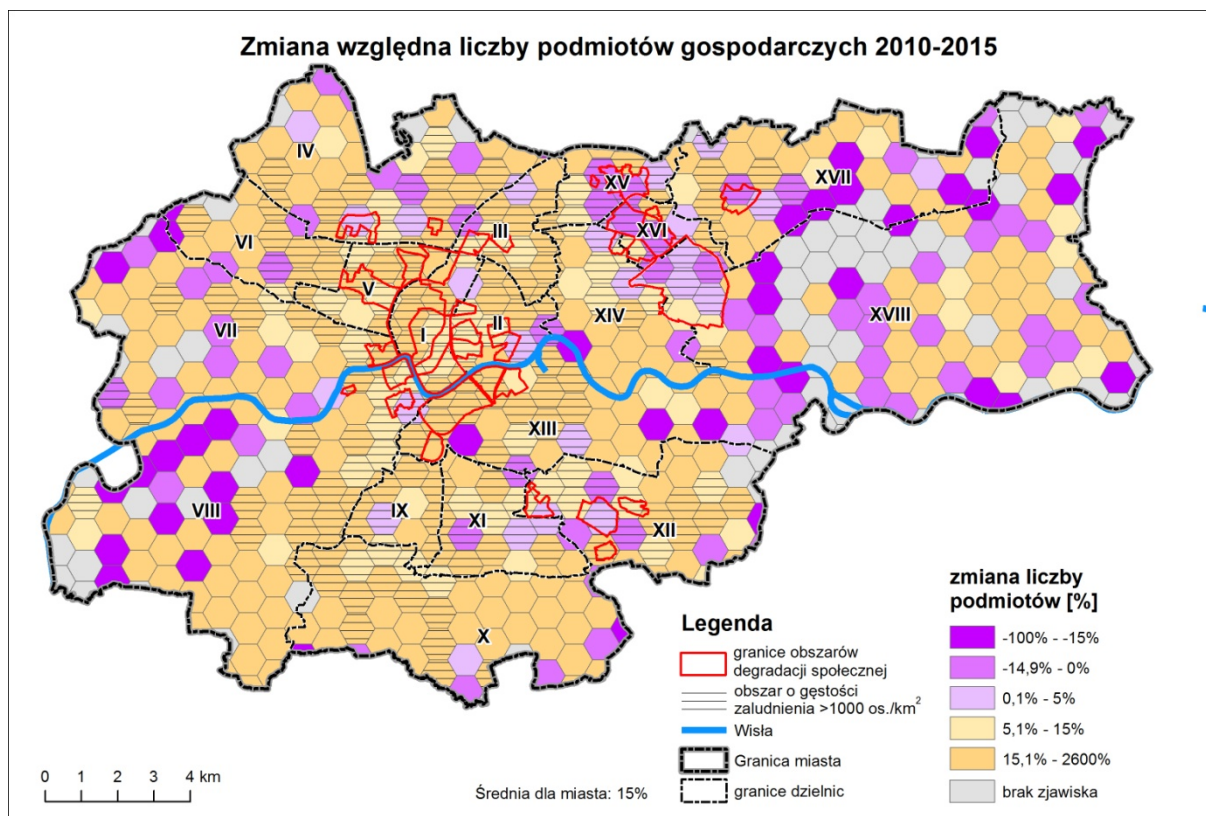 Zmiana względna liczby podmiotów gospodarczych 2010-2015
IV
XV
XVII
III
XVI
VI
V
I
II
XIV
XVIII
VII
XIII
VIII
IX
XI
XII
X
Legenda
granice obszarów
degradacji społecznej
obszar o gęstości
zaludnienia >1000 os./km²
Wisła
Granica miasta
granice dzielnic
zmiana liczby
podmiotów [%]
-100% - -15%
-14,9% - 0%
0,1% - 5%
5,1% - 15%
15,1% - 2600%
brak zjawiska
0 1 2 3 4 km
Średnia dla miasta: 15%